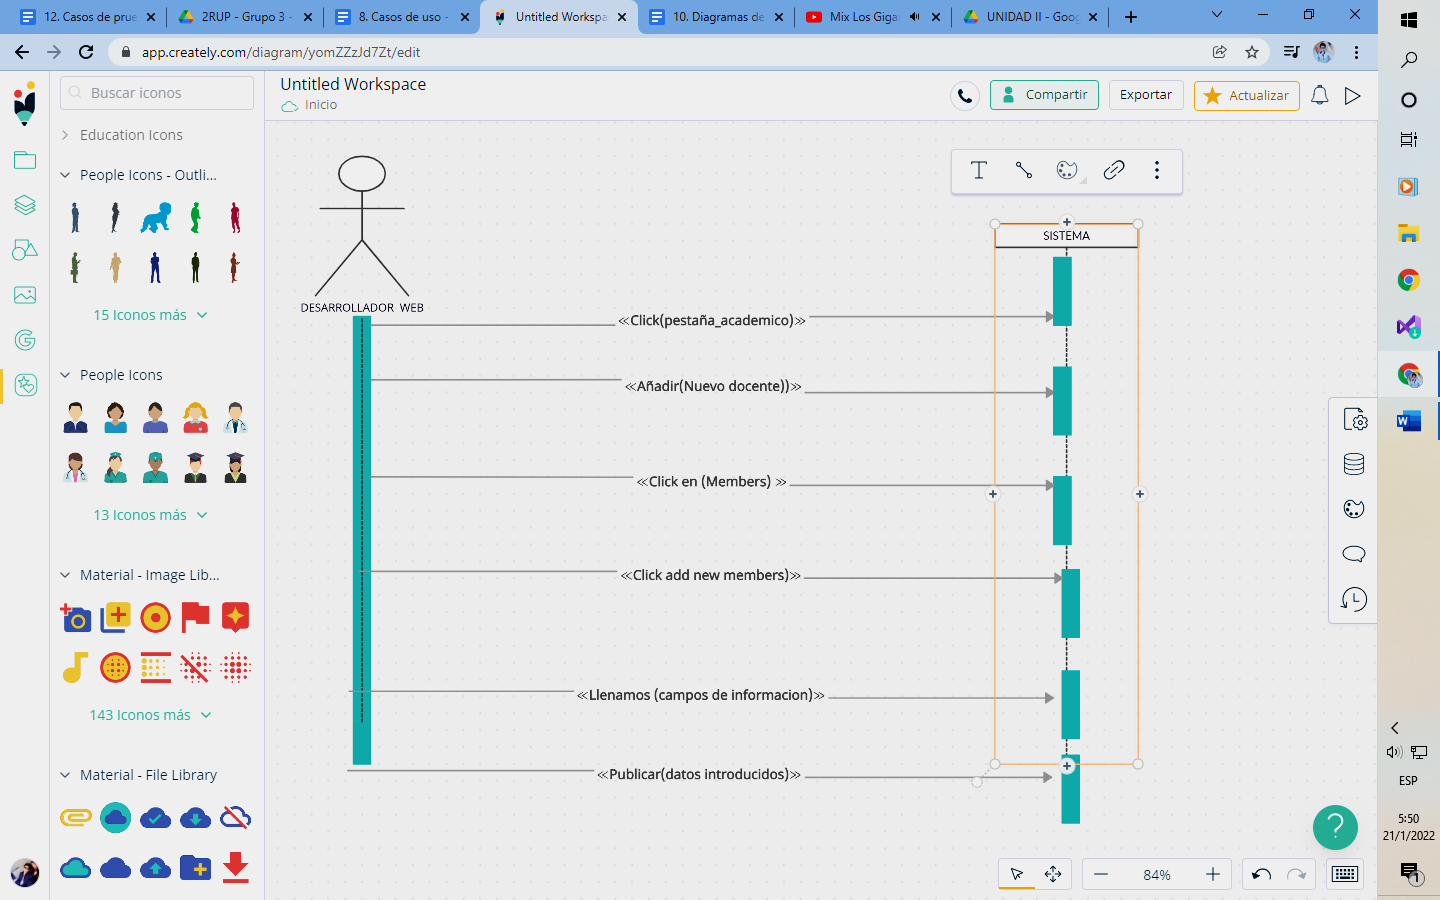 12. Casos de prue
2RUP - Grupo 3 -
8. Casos de uso -
Untitled Workspa
10. Diagramas de
Mix Los Giga
UNIDAD II - Goog
app.creately.com/diagram/yomZZzJd7Zt/edit
Buscar iconos
Untitled Workspace
Inicio
Compartir
Exportar
Actualizar
Education Icons
People Icons - Outli...
15 Iconos más
People Icons
13 Iconos más
Material - Image Lib...
143 Iconos más
Material - File Library
DESARROLLADOR WEB
SISTEMA
≪Click(pestaña_academico)≫
≪Añadir(Nuevo docente))≫
≪Click en (Members) ≫
≪Click add new members)≫
≪Llenamos (campos de informacion)≫
≪Publicar(datos introducidos)≫
84%
?
ESP
5:50
21/1/2022
1